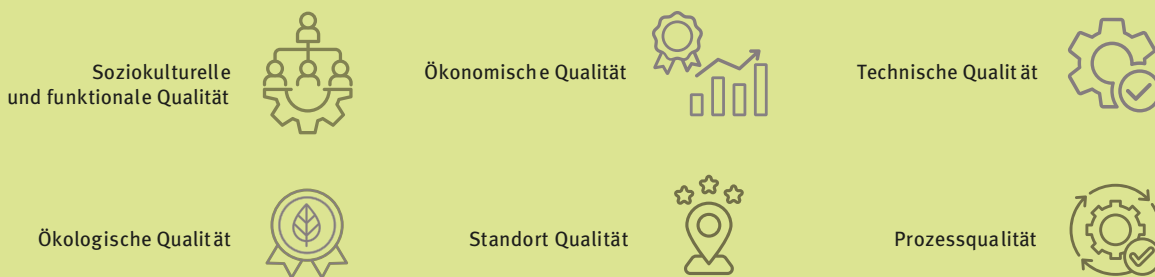 Soziokulturelle
und funktionale Qualität
Ökonomische Qualität
Technische Qualität
Ökologische Qualität
Standort Qualität
Prozessqualität